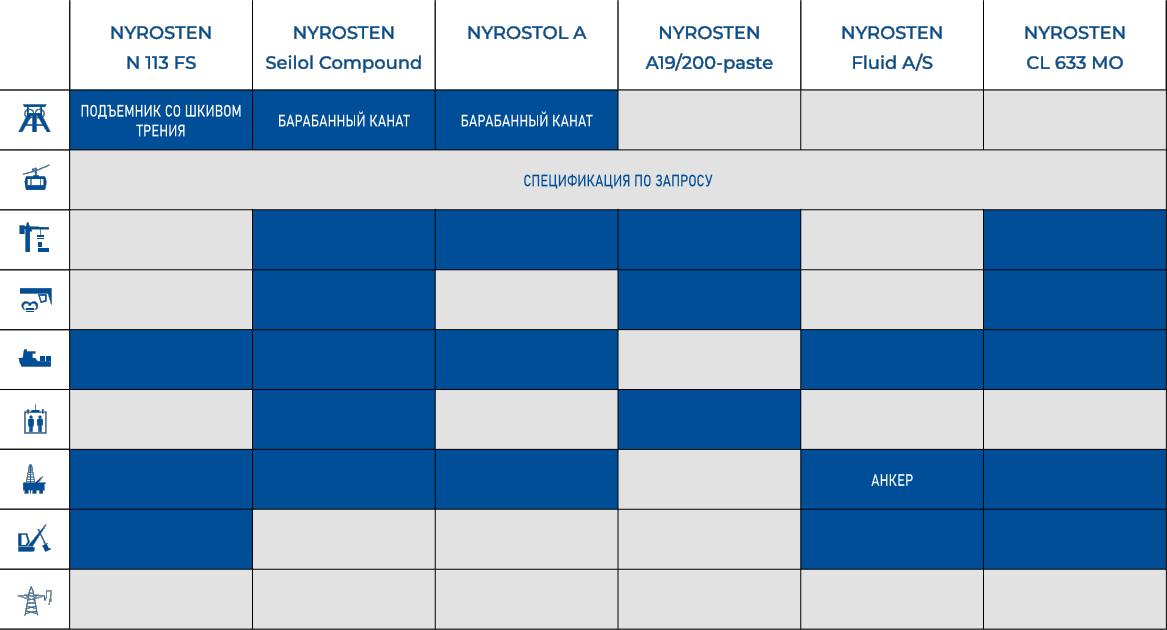 NYROSTEN
N 113 FS
NYROSTEN
Seilol Compound
NYROSTOL A
NYROSTEN
A19/200-paste
NYROSTEN
Fluid A/S
NYROSTEN
CL 633 MO
ПОДЪЕМНИК СО ШКИВОМ
ТРЕНИЯ
БАРАБАННЫЙ КАНАТ
БАРАБАННЫЙ КАНАТ
СПЕЦИФИКАЦИЯ ПО ЗАПРОСУ
АНКЕР